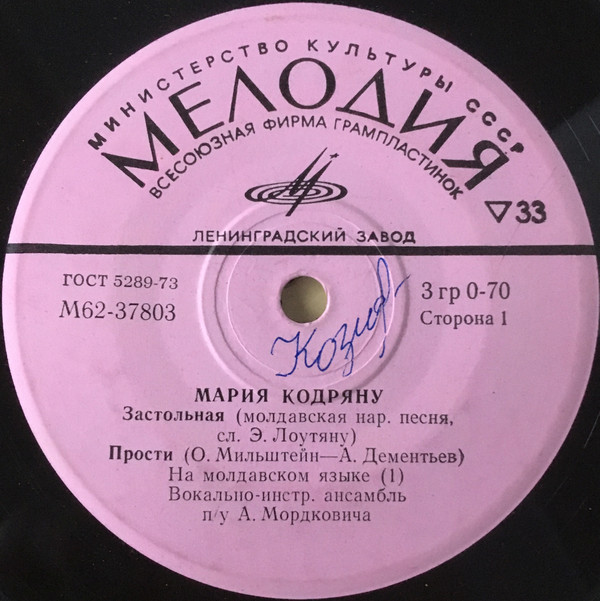 МИНИСТЕРСТВО КУЛЬТУРЫ СССР
МЕЛОДИЯ
ВСЕСОЮЗНАЯ ФИРМА ГРАМПЛАСТИНОК
33
ЛЕНИНГРАДСКИЙ ЗАВОД
ГОСТ 5289-73
3 гр 0-70
М62-37803
Сторона 1
МАРИЯ КОДРЯНУ
Застольная (молдавская нар. песня,
сл. Э. Лоутяну)
Прости (О. Мильштейн—А. Дементьев)
На молдавском языке (1)
Вокально-инстр. ансамбль
п/у А. Мордковича